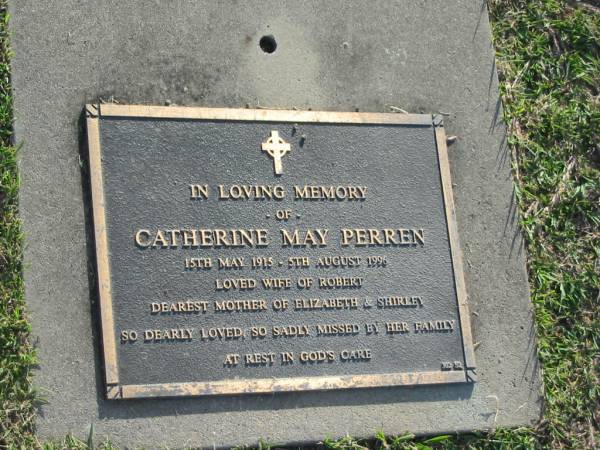 IN LOVING MEMORY
- OF -
CATHERINE MAY PERREN
15TH MAY 1915 - 5TH AUGUST 1996
LOVED WIFE OF ROBERT
DEAREST MOTHER OF ELIZABETH & SHIRLEY
SO DEARLY LOVED, SO SADLY MISSED BY HER FAMILY
AT REST IN GOD'S CARE